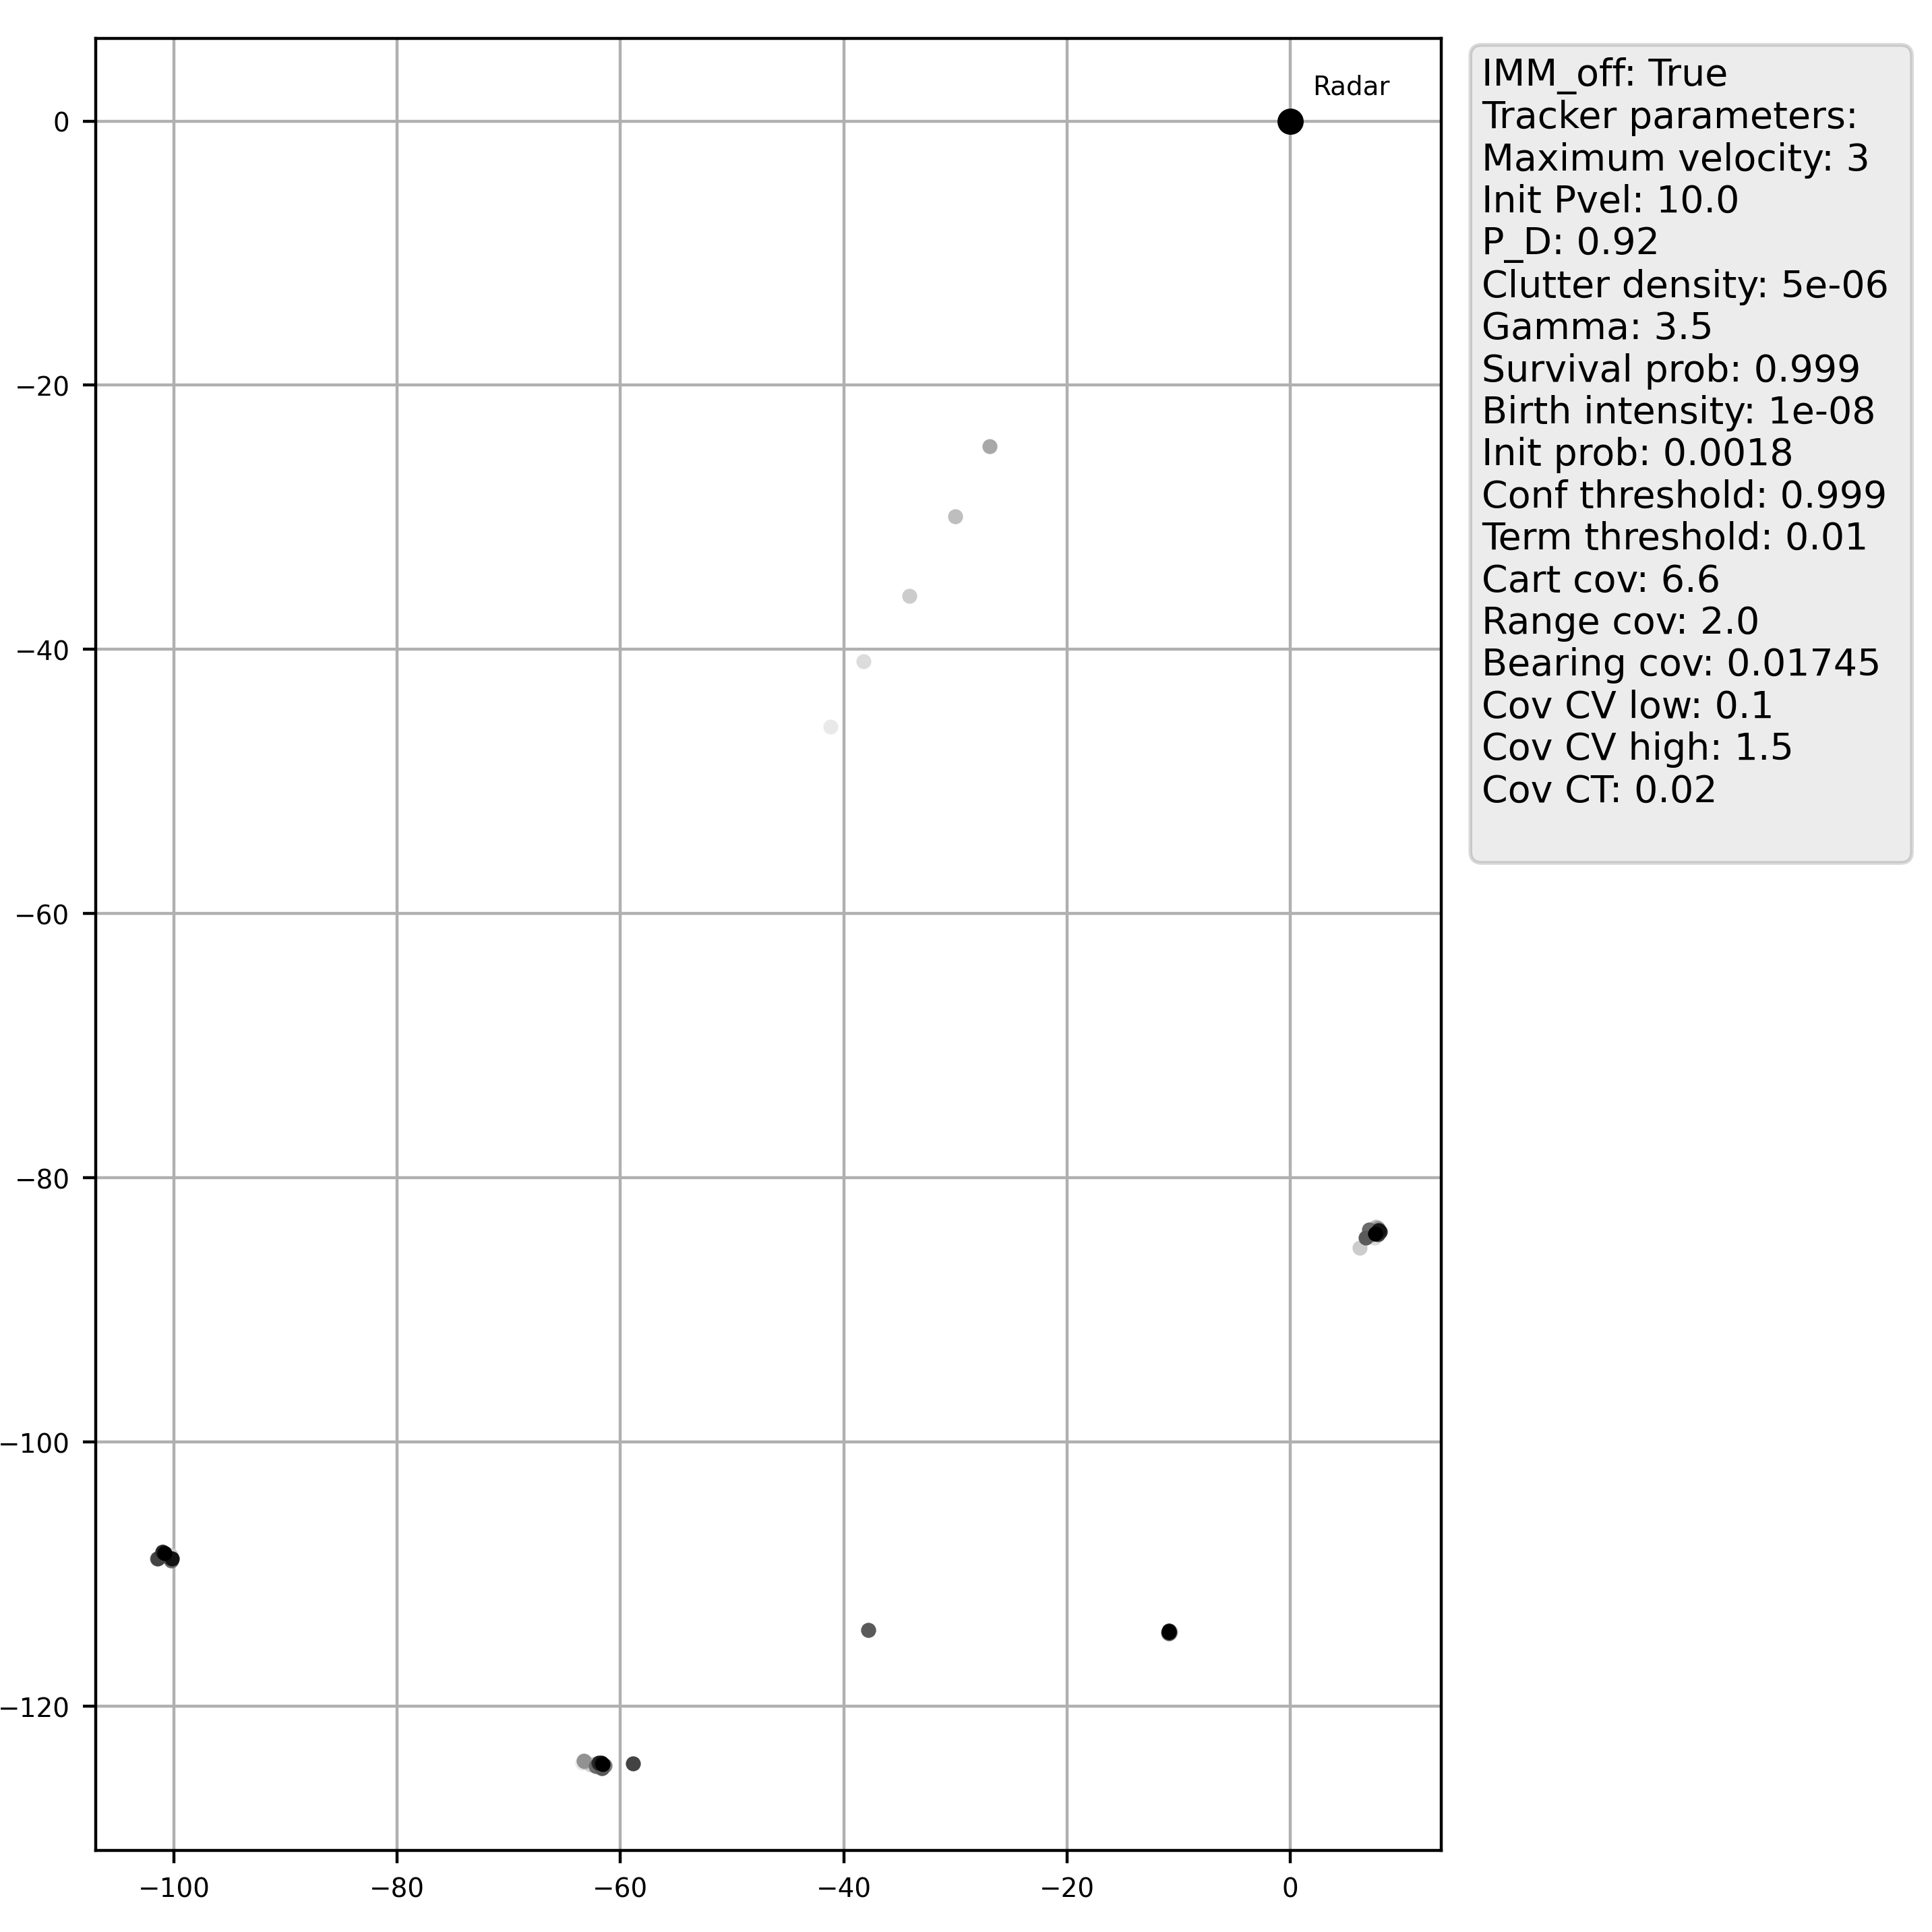 Radar
0
−20
−40
−60
−80
−100
−120
−100
−80
−60
−40
−20
0
IMM_off: True
Tracker parameters:
Maximum velocity: 3
Init Pvel: 10.0
P_D: 0.92
Clutter density: 5e-06
Gamma: 3.5
Survival prob: 0.999
Birth intensity: 1e-08
Init prob: 0.0018
Conf threshold: 0.999
Term threshold: 0.01
Cart cov: 6.6
Range cov: 2.0
Bearing cov: 0.01745
Cov CV low: 0.1
Cov CV high: 1.5
Cov CT: 0.02